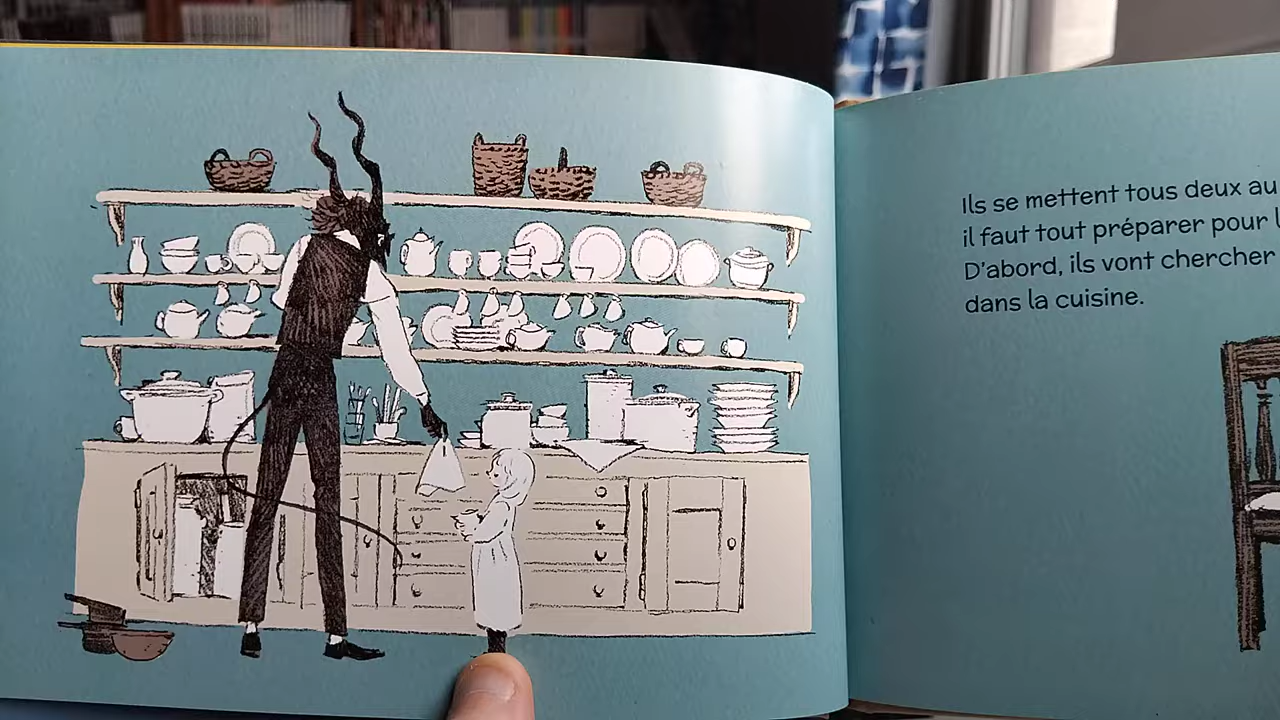 Ils se mettent tous deux au
il faut tout préparer pour
D'abord, ils vont chercher
dans la cuisine.